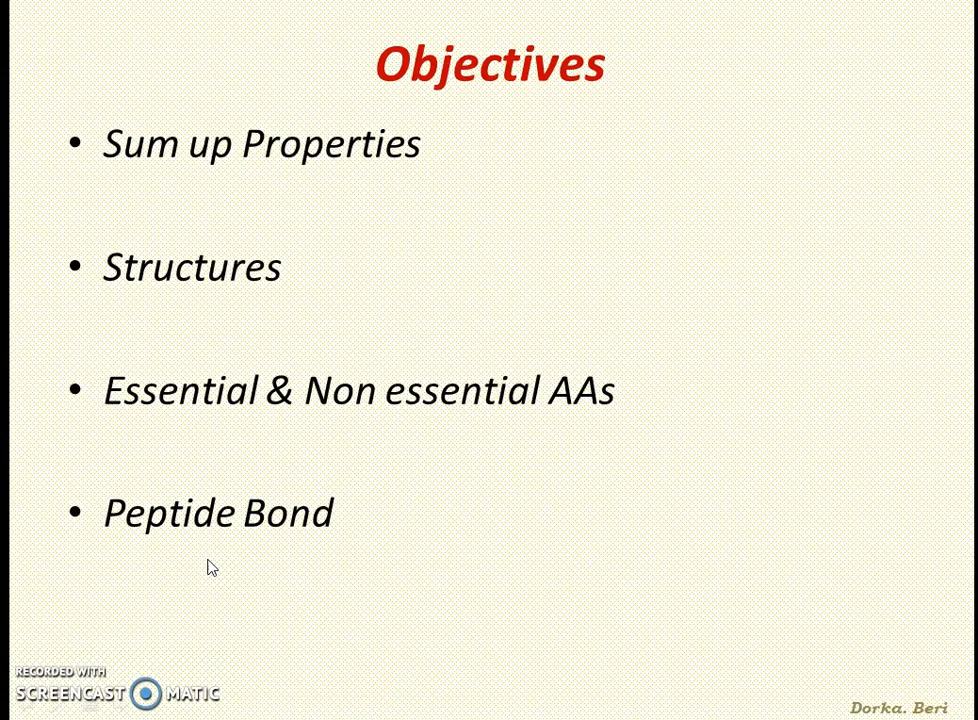 Objectives
• Sum up Properties
• Structures
• Essential & Non essential AAs
• Peptide Bond
RECORDED WITH
SCREENCAST MATIC
Dorka. Beri